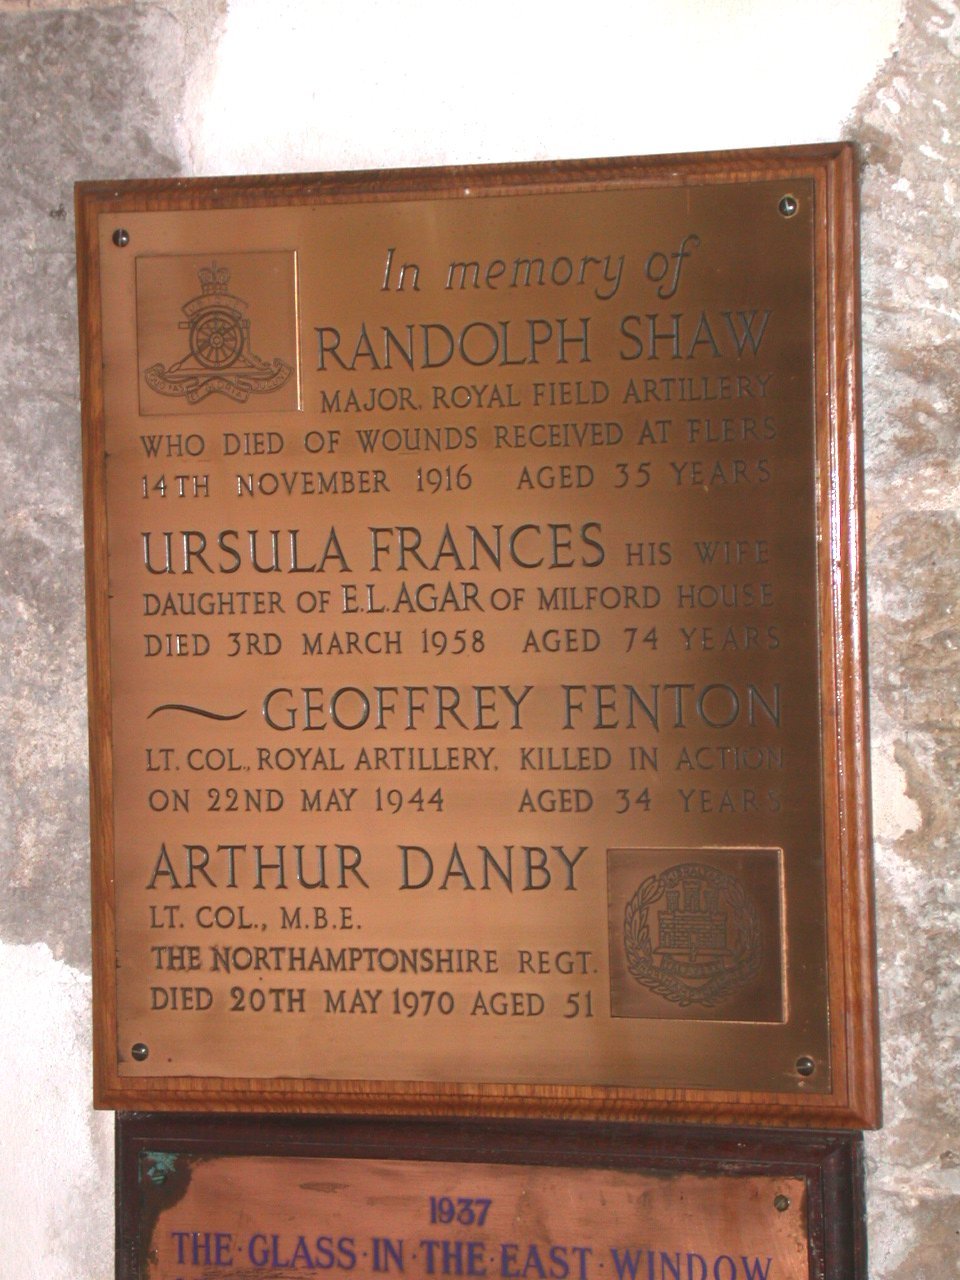 In memory of
RANDOLPH SHAW
MAJOR, ROYAL FIELD ARTILLERY
WHO DIED OF WOUNDS RECEIVED AT FLERS
14TH NOVEMBER 1916 AGED 35 YEARS
URSULA FRANCES HIS WIFE
DAUGHTER OF E.L. AGAR OF MILFORD HOUSE
DIED 3RD MARCH 1958 AGED 74 YEARS
GEOFFREY FENTON
LT. COL., ROYAL ARTILLERY, KILLED IN ACTION
ON 22ND MAY 1944 AGED 34 YEARS
ARTHUR DANBY
LT. COL., M.B.E.
THE NORTHAMPTONSHIRE REGT.
DIED 20TH MAY 1970 AGED 51
1937
THE·GLASS·IN·THE·EAST·WINDOW